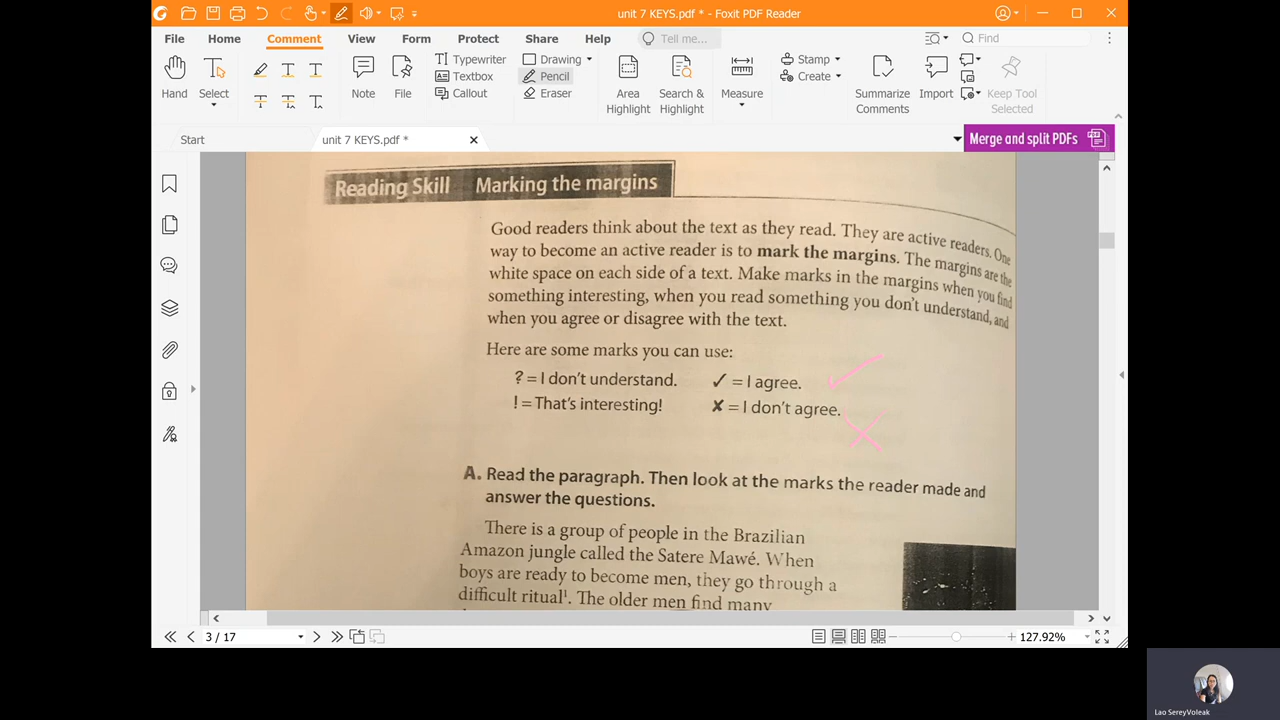 unit 7 KEYS.pdf * - Foxit PDF Reader
File Home Comment View Form Protect Share Help Tell me... Find
Hand
Select
Note
File
Typewriter
Textbox
Callout
Drawing
Pencil
Eraser
Area Highlight
Search & Highlight
Measure
Stamp
Create
Summarize Comments
Import
Keep Tool Selected
Start
unit 7 KEYS.pdf *
Merge and split PDFs
Reading Skill Marking the margins
Good readers think about the text as they read. They are active readers. One
way to become an active reader is to mark the margins. The margins are the
white space on each side of a text. Make marks in the margins when you find
something interesting, when you read something you don't understand, and
when you agree or disagree with the text.
Here are some marks you can use:
? = I don't understand. ✓ = I agree.
! = That's interesting! ✗ = I don't agree.
A. Read the paragraph. Then look at the marks the reader made and
answer the questions.
There is a group of people in the Brazilian
Amazon jungle called the Satere Mawé. When
boys are ready to become men, they go through a
difficult ritual¹. The older men find many
3 / 17
127.92%
Lao SereyVoleak